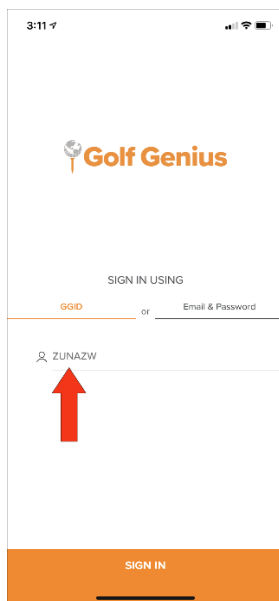 3:11
Golf Genius
SIGN IN USING
GGID or Email & Password
ZUNAZW
SIGN IN